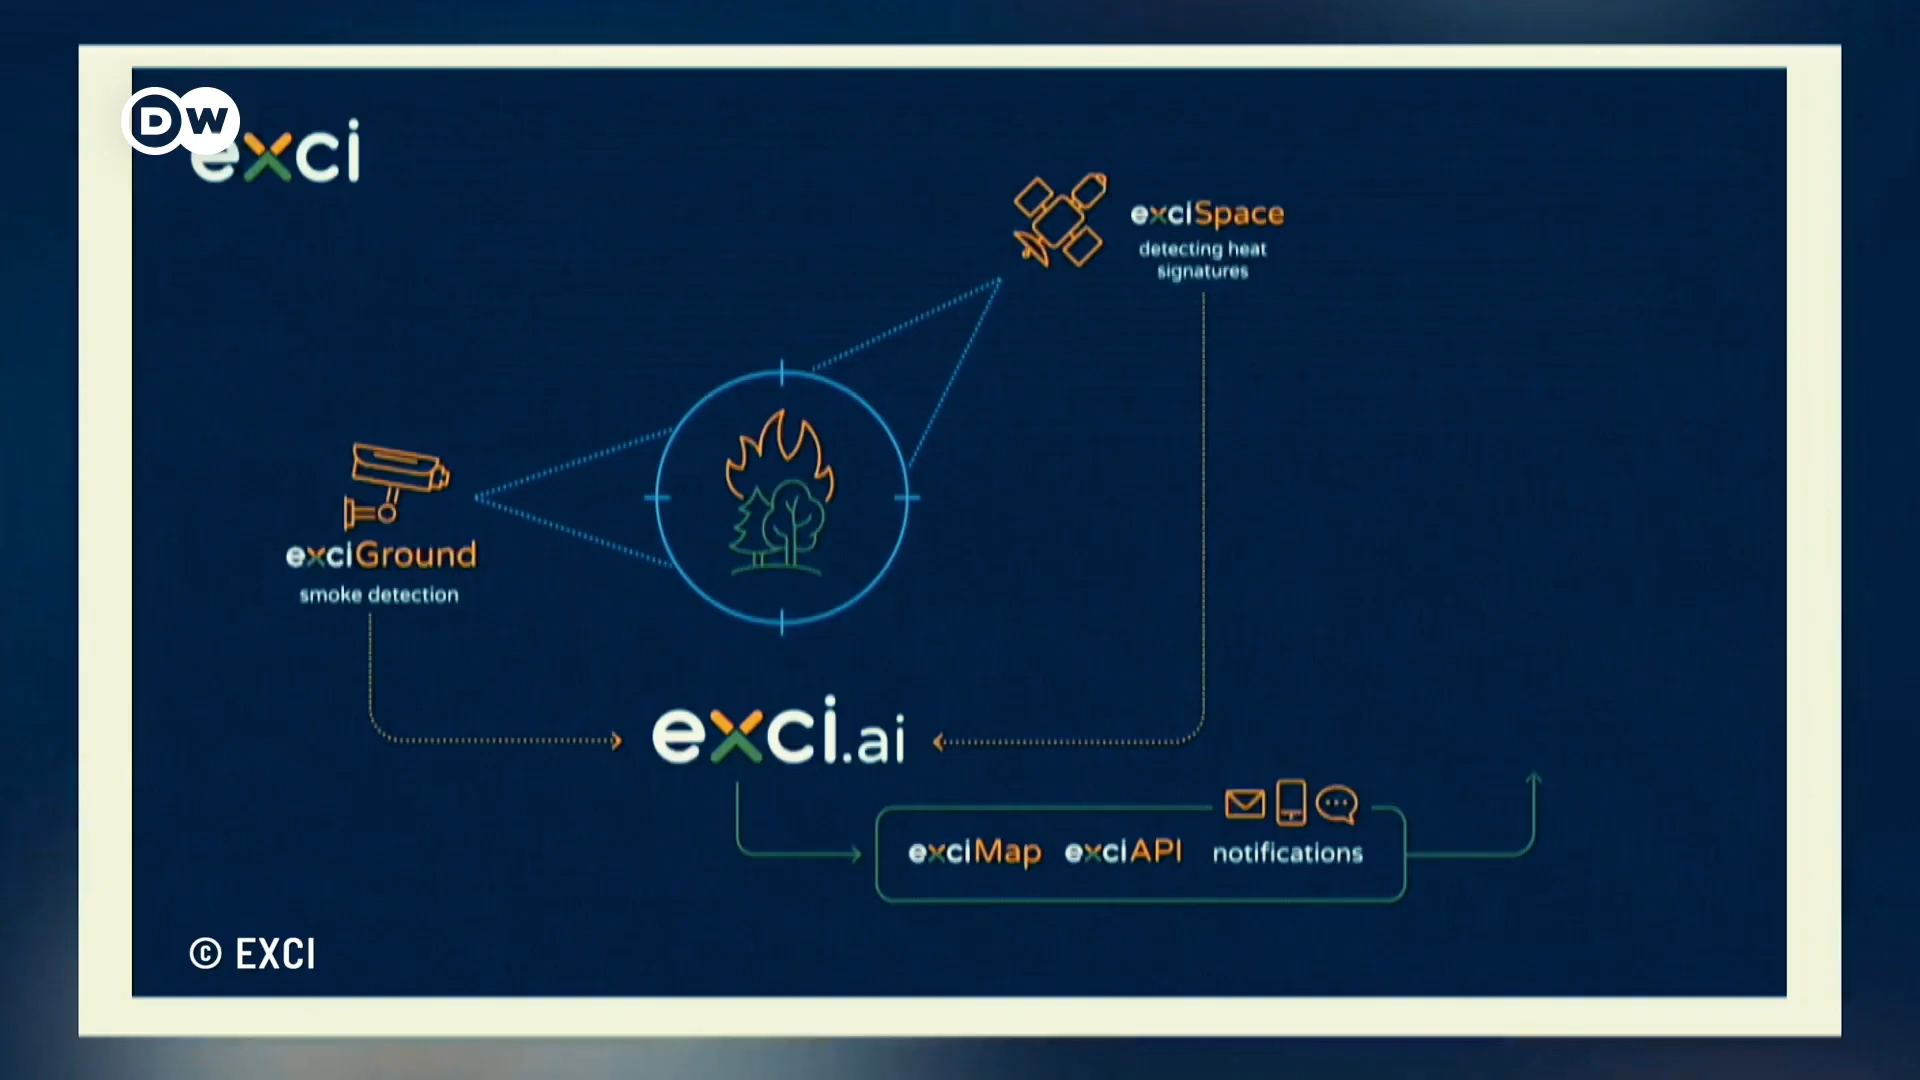 DW
exci
exciSpace
detecting heat
signatures
exciGround
smoke detection
exci.ai
exciMap exciAPI notifications
© EXCI